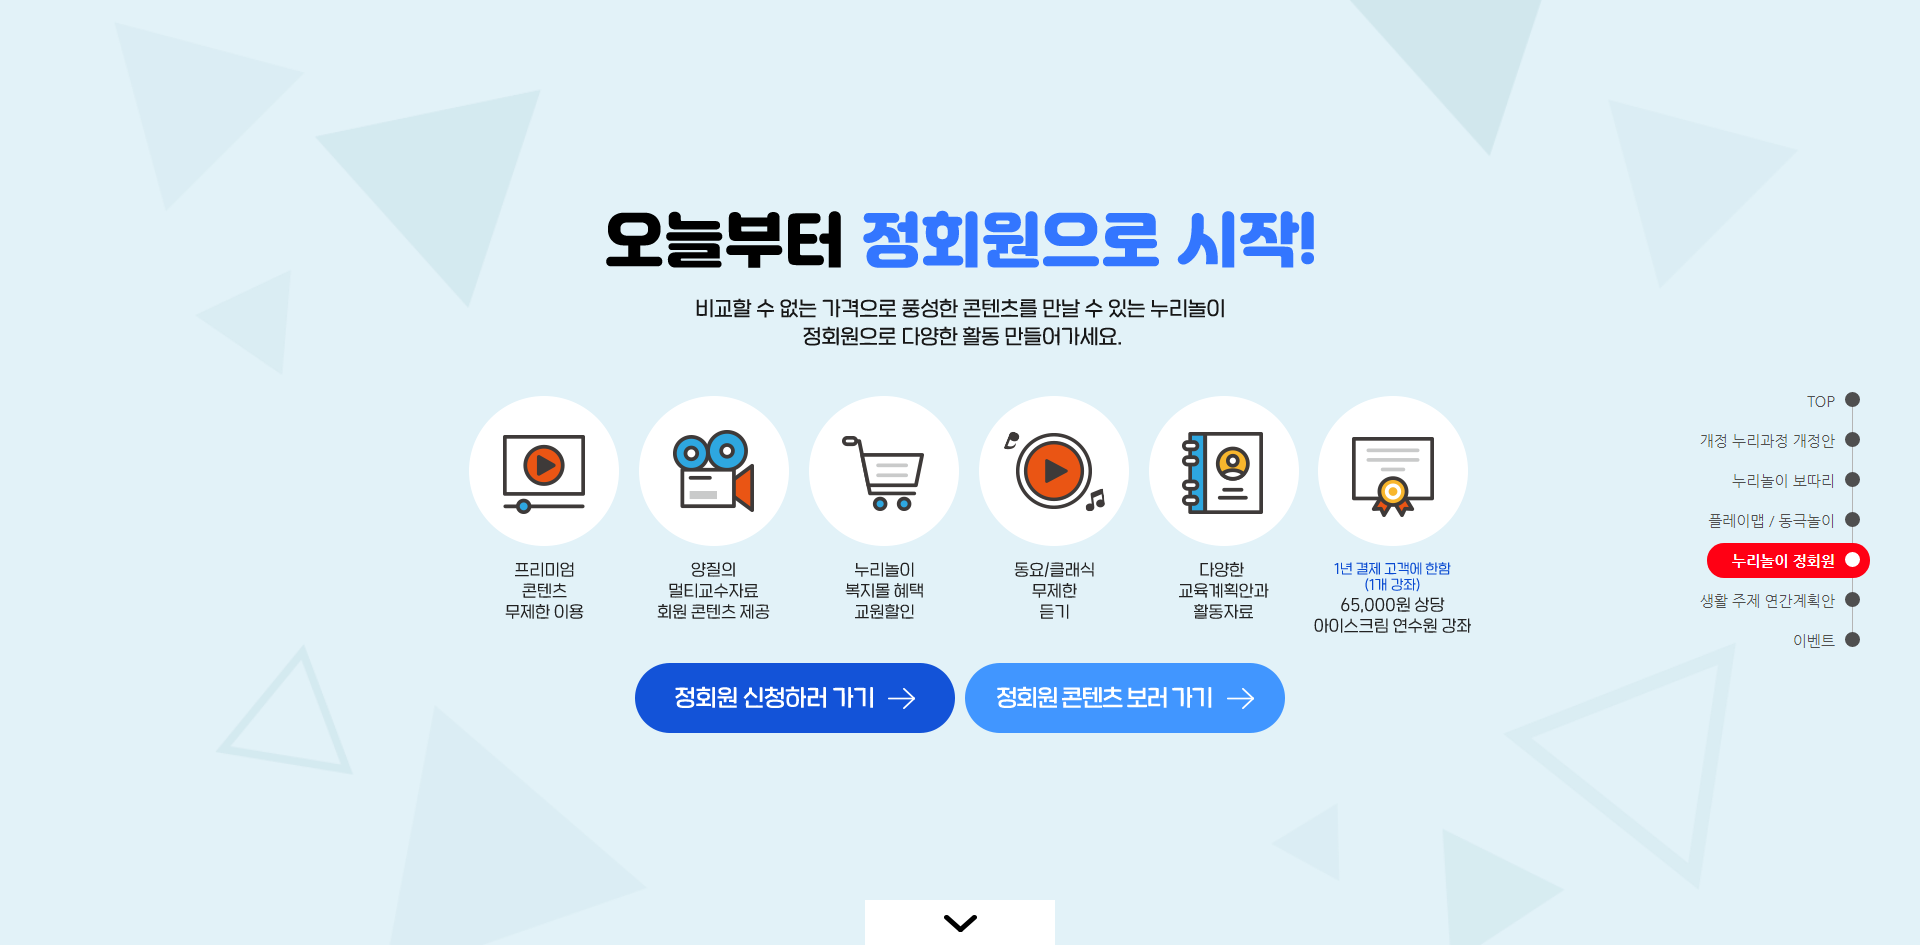 오늘부터 정회원으로 시작!
비교할 수 없는 가격으로 풍성한 콘텐츠를 만날 수 있는 누리놀이
정회원으로 다양한 활동 만들어가세요.
프리미엄
콘텐츠
무제한 이용
양질의
멀티교수자료
회원 콘텐츠 제공
누리놀이
복지몰 혜택
교원할인
동요/클래식
무제한
듣기
다양한
교육계획안과
활동자료
1년 결제 고객에 한함
(1개 강좌)
65,000원 상당
아이스크림 연수원 강좌
정회원 신청하러 가기
정회원 콘텐츠 보러 가기
TOP
개정 누리과정 개정안
누리놀이 보따리
플레이맵 / 동극놀이
누리놀이 정회원
생활 주제 연간계획안
이벤트